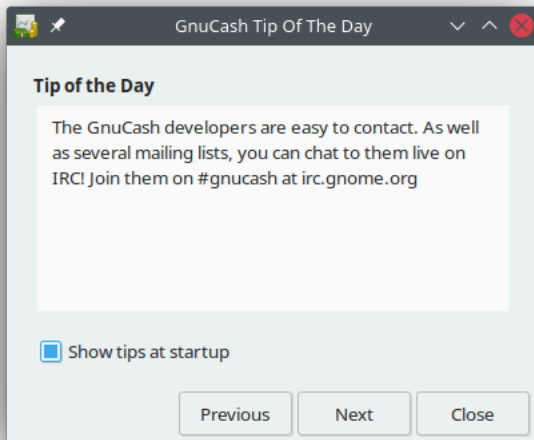 GnuCash Tip Of The Day
Tip of the Day
The GnuCash developers are easy to contact. As well
as several mailing lists, you can chat to them live on
IRC! Join them on #gnucash at irc.gnome.org
Show tips at startup
Previous Next Close